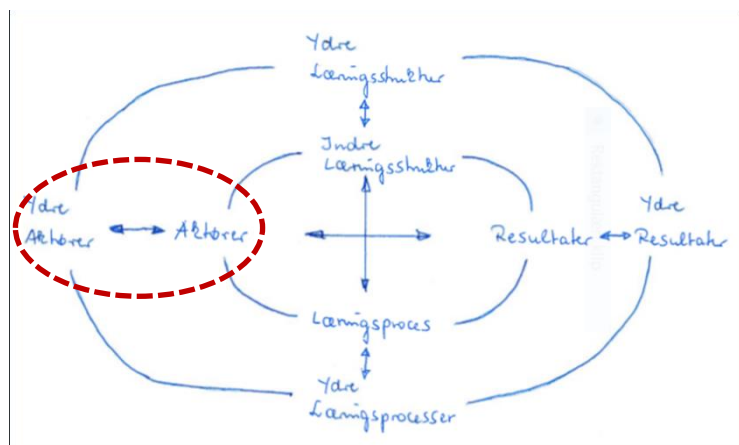 Ydre
Læringsstruktur
Indre
Læringsstruktur
Ydre
Aktører
Aktører
Resultater
Ydre
Resultater
Læringsproces
Ydre
Læringsprocesser